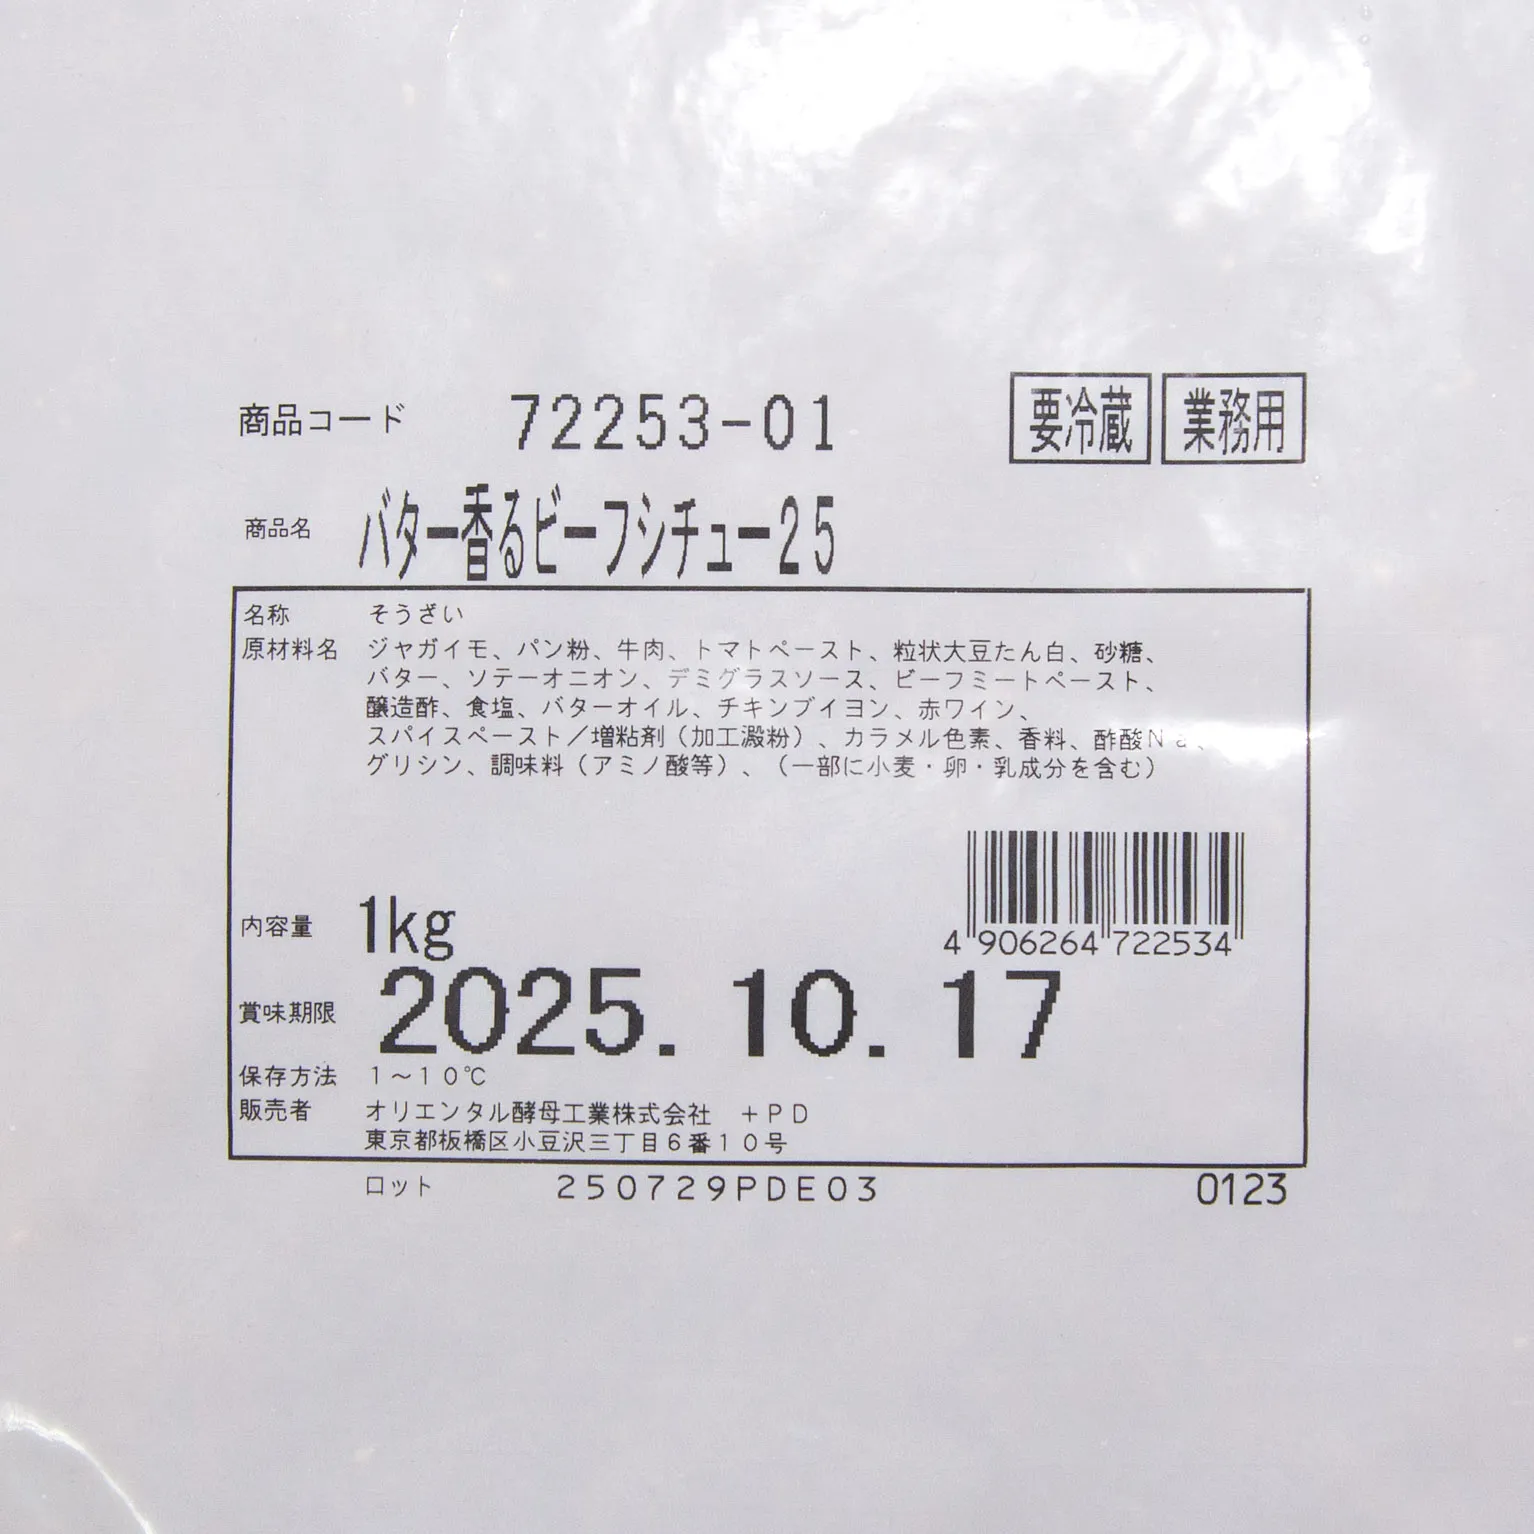 商品コード 72253-01 要冷蔵 業務用
商品名 バター香るビーフシチュー25
名称 そうざい
原材料名 ジャガイモ、パン粉、牛肉、トマトペースト、粒状大豆たん白、砂糖、
バター、ソテーオニオン、デミグラスソース、ビーフミートペースト、
醸造酢、食塩、バターオイル、チキンブイヨン、赤ワイン、
スパイスペースト／増粘剤（加工澱粉）、カラメル色素、香料、酢酸Ｎａ、
グリシン、調味料（アミノ酸等）、（一部に小麦・卵・乳成分を含む）
4 906264 722534
内容量 1kg
賞味期限 2025.10.17
保存方法 １～１０℃
販売者 オリエンタル酵母工業株式会社 ＋ＰＤ
東京都板橋区小豆沢三丁目６番１０号
ロット 250729PDE03 0123